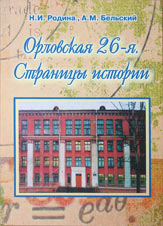 Н.И. Родина, А.М. Бельский
Орловская 26-я.
Страницы истории